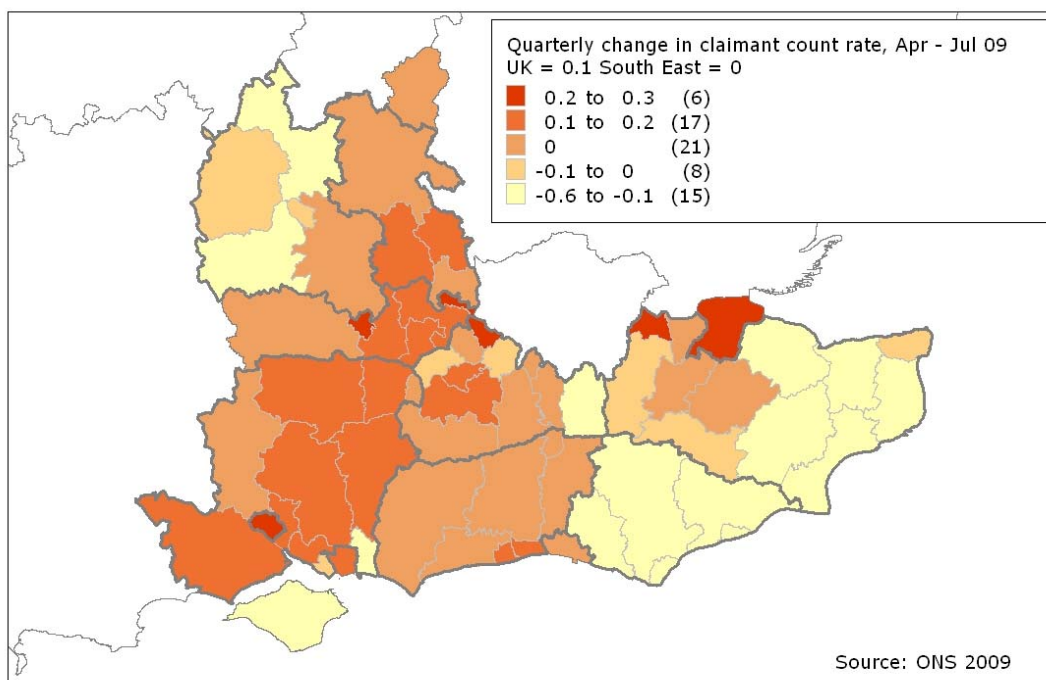 Quarterly change in claimant count rate, Apr - Jul 09
UK = 0.1 South East = 0
0.2 to 0.3 (6)
0.1 to 0.2 (17)
0 (21)
-0.1 to 0 (8)
-0.6 to -0.1 (15)
Source: ONS 2009